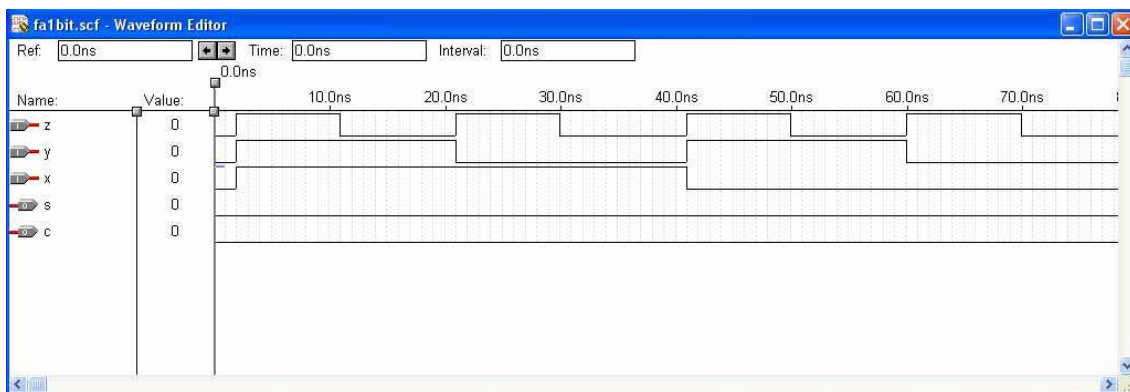 fa1bit.scf - Waveform Editor
Ref: 0.0ns Time: 0.0ns Interval: 0.0ns
0.0ns
Name: Value: 10.0ns 20.0ns 30.0ns 40.0ns 50.0ns 60.0ns 70.0ns
z 0
y 0
x 0
s 0
c 0